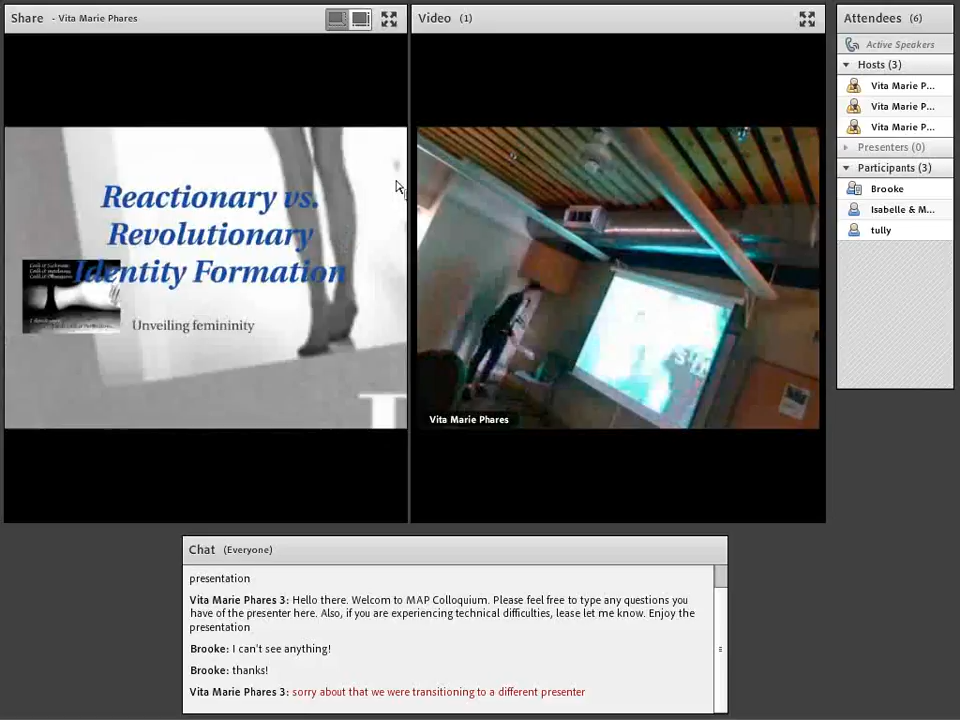 Share - Vita Marie Phares
Video (1)
Attendees (6)
Active Speakers
Hosts (3)
Vita Marie P...
Vita Marie P...
Vita Marie P...
Presenters (0)
Participants (3)
Brooke
Isabelle & M...
tully
Reactionary vs.
Revolutionary
Identity Formation
Unveiling femininity
Vita Marie Phares
Chat (Everyone)
presentation
Vita Marie Phares 3: Hello there. Welcom to MAP Colloquium. Please feel free to type any questions you
have of the presenter here. Also, if you are experiencing technical difficulties, lease let me know. Enjoy the
presentation
Brooke: I can't see anything!
Brooke: thanks!
Vita Marie Phares 3: sorry about that we were transitioning to a different presenter